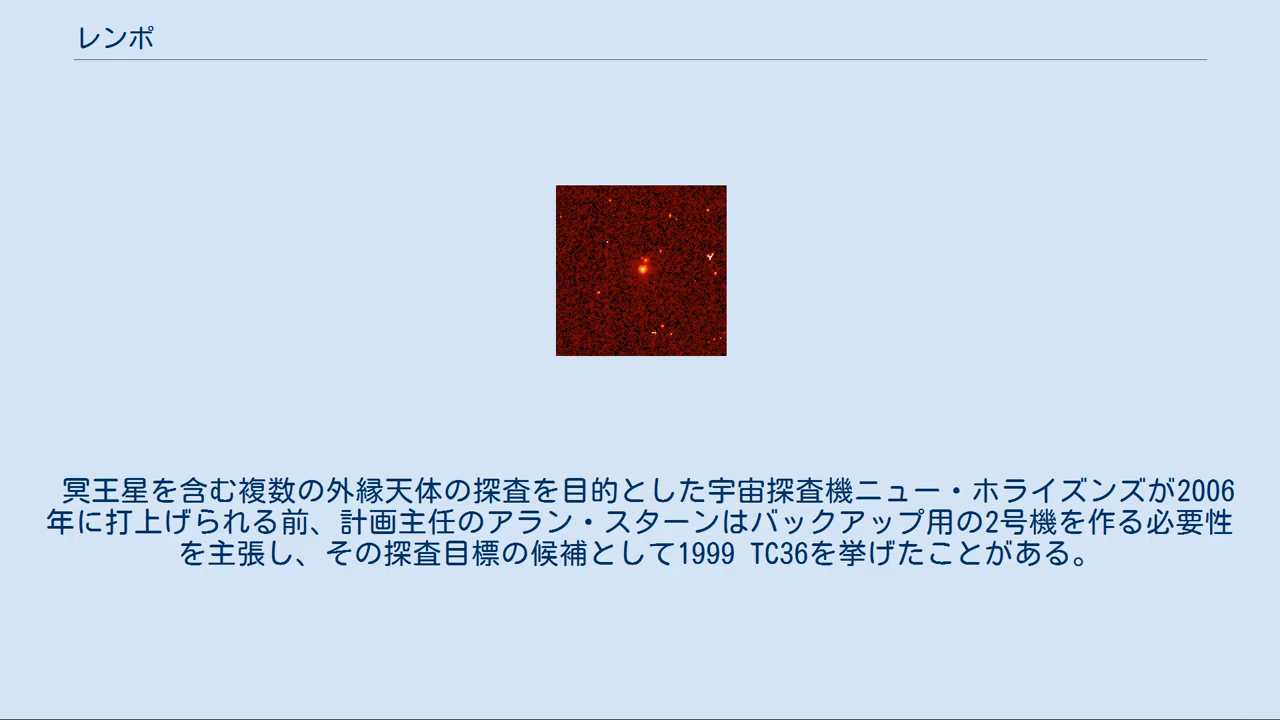 レンポ
冥王星を含む複数の外縁天体の探査を目的とした宇宙探査機ニュー・ホライズンズが2006
年に打上げられる前、計画主任のアラン・スターンはバックアップ用の2号機を作る必要性
を主張し、その探査目標の候補として1999 TC36を挙げたことがある。